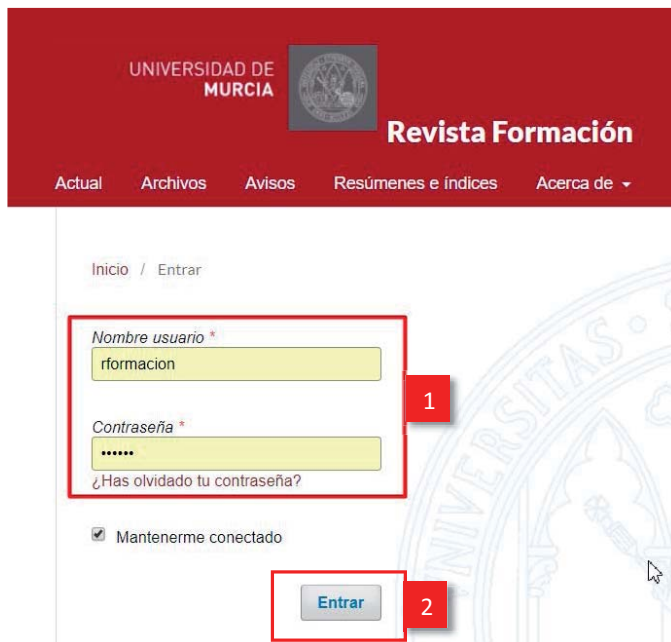 UNIVERSIDAD DE
MURCIA
Revista Formación
Actual Archivos Avisos Resúmenes e índices Acerca de
Inicio / Entrar
Nombre usuario *
rformacion
1
Contraseña *
••••••
¿Has olvidado tu contraseña?
Mantenerme conectado
Entrar
2
UNIVERSITAS